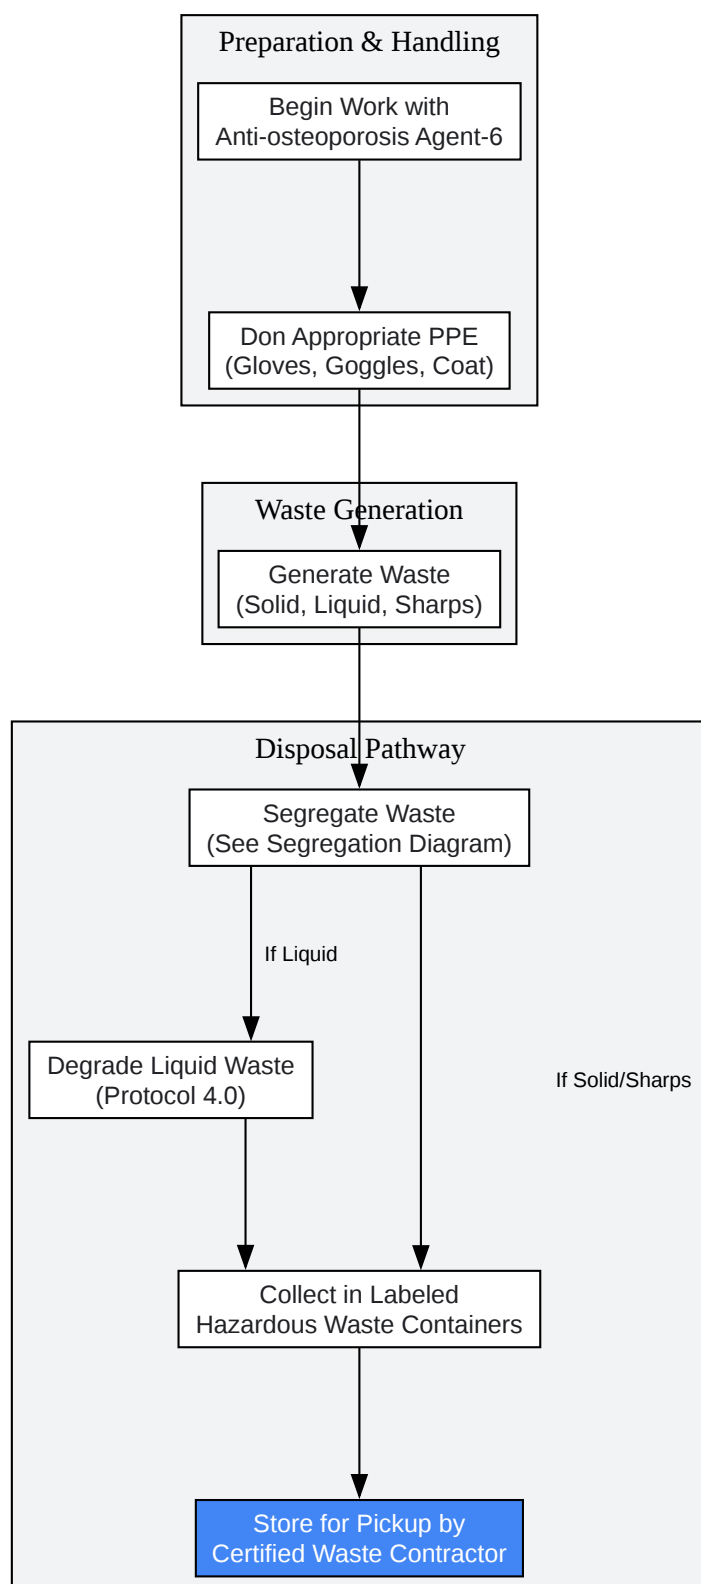 Preparation & Handling
Begin Work with
Anti-osteoporosis Agent-6
Don Appropriate PPE
(Gloves, Goggles, Coat)
Waste Generation
Generate Waste
(Solid, Liquid, Sharps)
Disposal Pathway
Segregate Waste
(See Segregation Diagram)
If Liquid
Degrade Liquid Waste
(Protocol 4.0)
If Solid/Sharps
Collect in Labeled
Hazardous Waste Containers
Store for Pickup by
Certified Waste Contractor